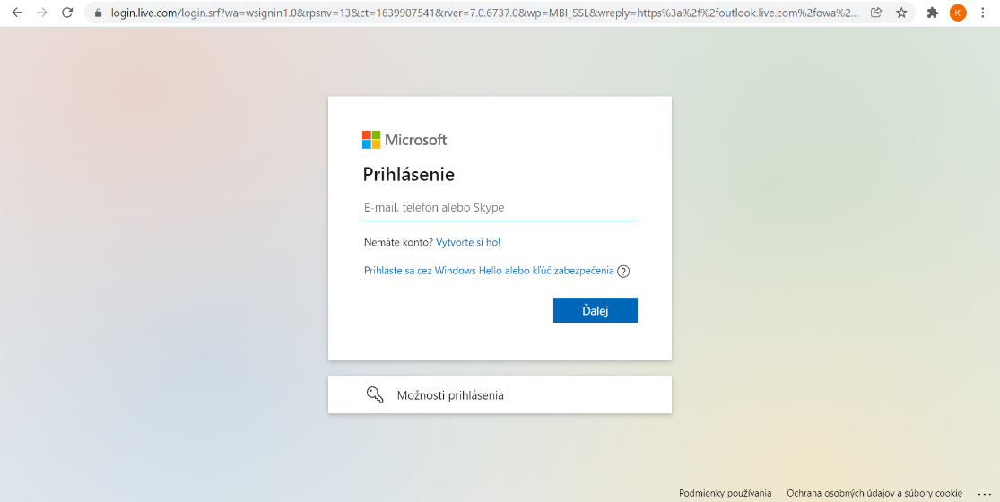 login.live.com/login.srf?wa=wsignin1.0&rpsnv=13&ct=1639907541&rver=7.0.6737.0&wp=MBI_SSL&wreply=https%3a%2f%2foutlook.live.com%2fowa%2...
K
Microsoft
Prihlásenie
E-mail, telefón alebo Skype
Nemáte konto? Vytvorte si ho!
Prihláste sa cez Windows Hello alebo kľúč zabezpečenia ?
Ďalej
Možnosti prihlásenia
Podmienky používania Ochrana osobných údajov a súbory cookie ...